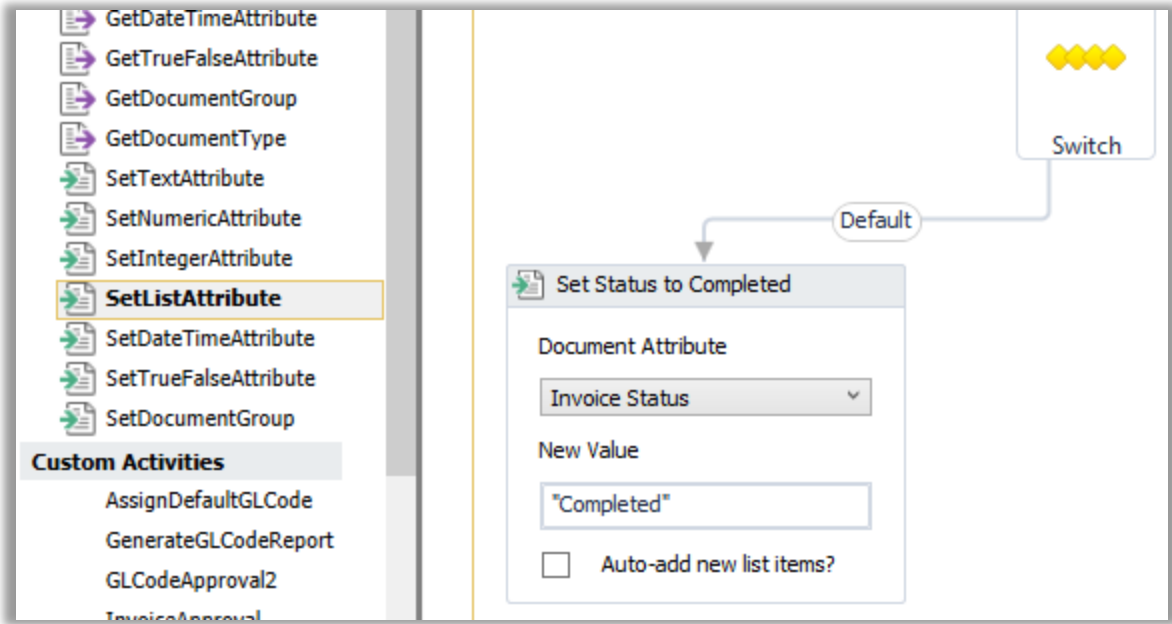 GetDateTimeAttribute
GetTrueFalseAttribute
GetDocumentGroup
GetDocumentType
SetTextAttribute
SetNumericAttribute
SetIntegerAttribute
SetListAttribute
SetDateTimeAttribute
SetTrueFalseAttribute
SetDocumentGroup
Custom Activities
AssignDefaultGLCode
GenerateGLCodeReport
GLCodeApproval2
InvoiceApproval
Switch
Default
Set Status to Completed
Document Attribute
Invoice Status
New Value
"Completed"
Auto-add new list items?